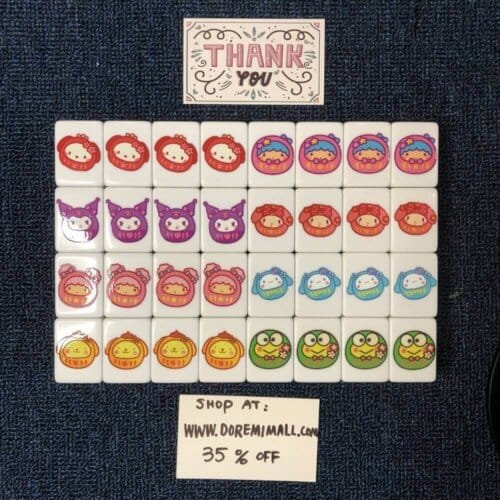 THANK
YOU
SHOP AT:
WWW.DOREMIMALL.COM
35 % OFF